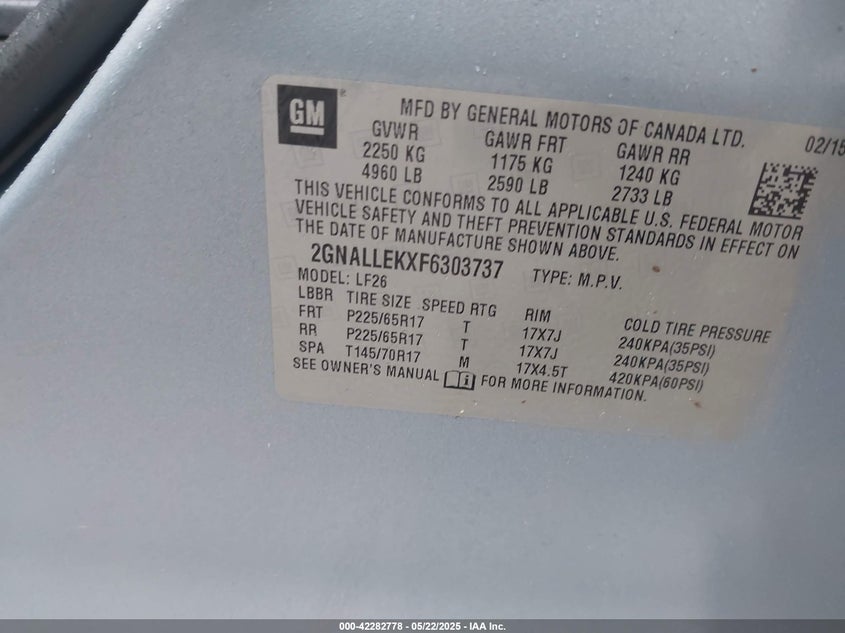 GM
®
MFD BY GENERAL MOTORS OF CANADA LTD. 02/15
GVWR GAWR FRT GAWR RR
2250 KG 1175 KG 1240 KG
4960 LB 2590 LB 2733 LB
THIS VEHICLE CONFORMS TO ALL APPLICABLE U.S. FEDERAL MOTOR
VEHICLE SAFETY AND THEFT PREVENTION STANDARDS IN EFFECT ON
THE DATE OF MANUFACTURE SHOWN ABOVE.
2GNALLEKXF6303737 TYPE: M.P.V.
MODEL: LF26
LBBR TIRE SIZE SPEED RTG RIM COLD TIRE PRESSURE
FRT P225/65R17 T 17X7J 240KPA(35PSI)
RR P225/65R17 T 17X7J 240KPA(35PSI)
SPA T145/70R17 M 17X4.5T 420KPA(60PSI)
SEE OWNER'S MANUAL FOR MORE INFORMATION.
000-42282778 - 05/22/2025 - IAA Inc.